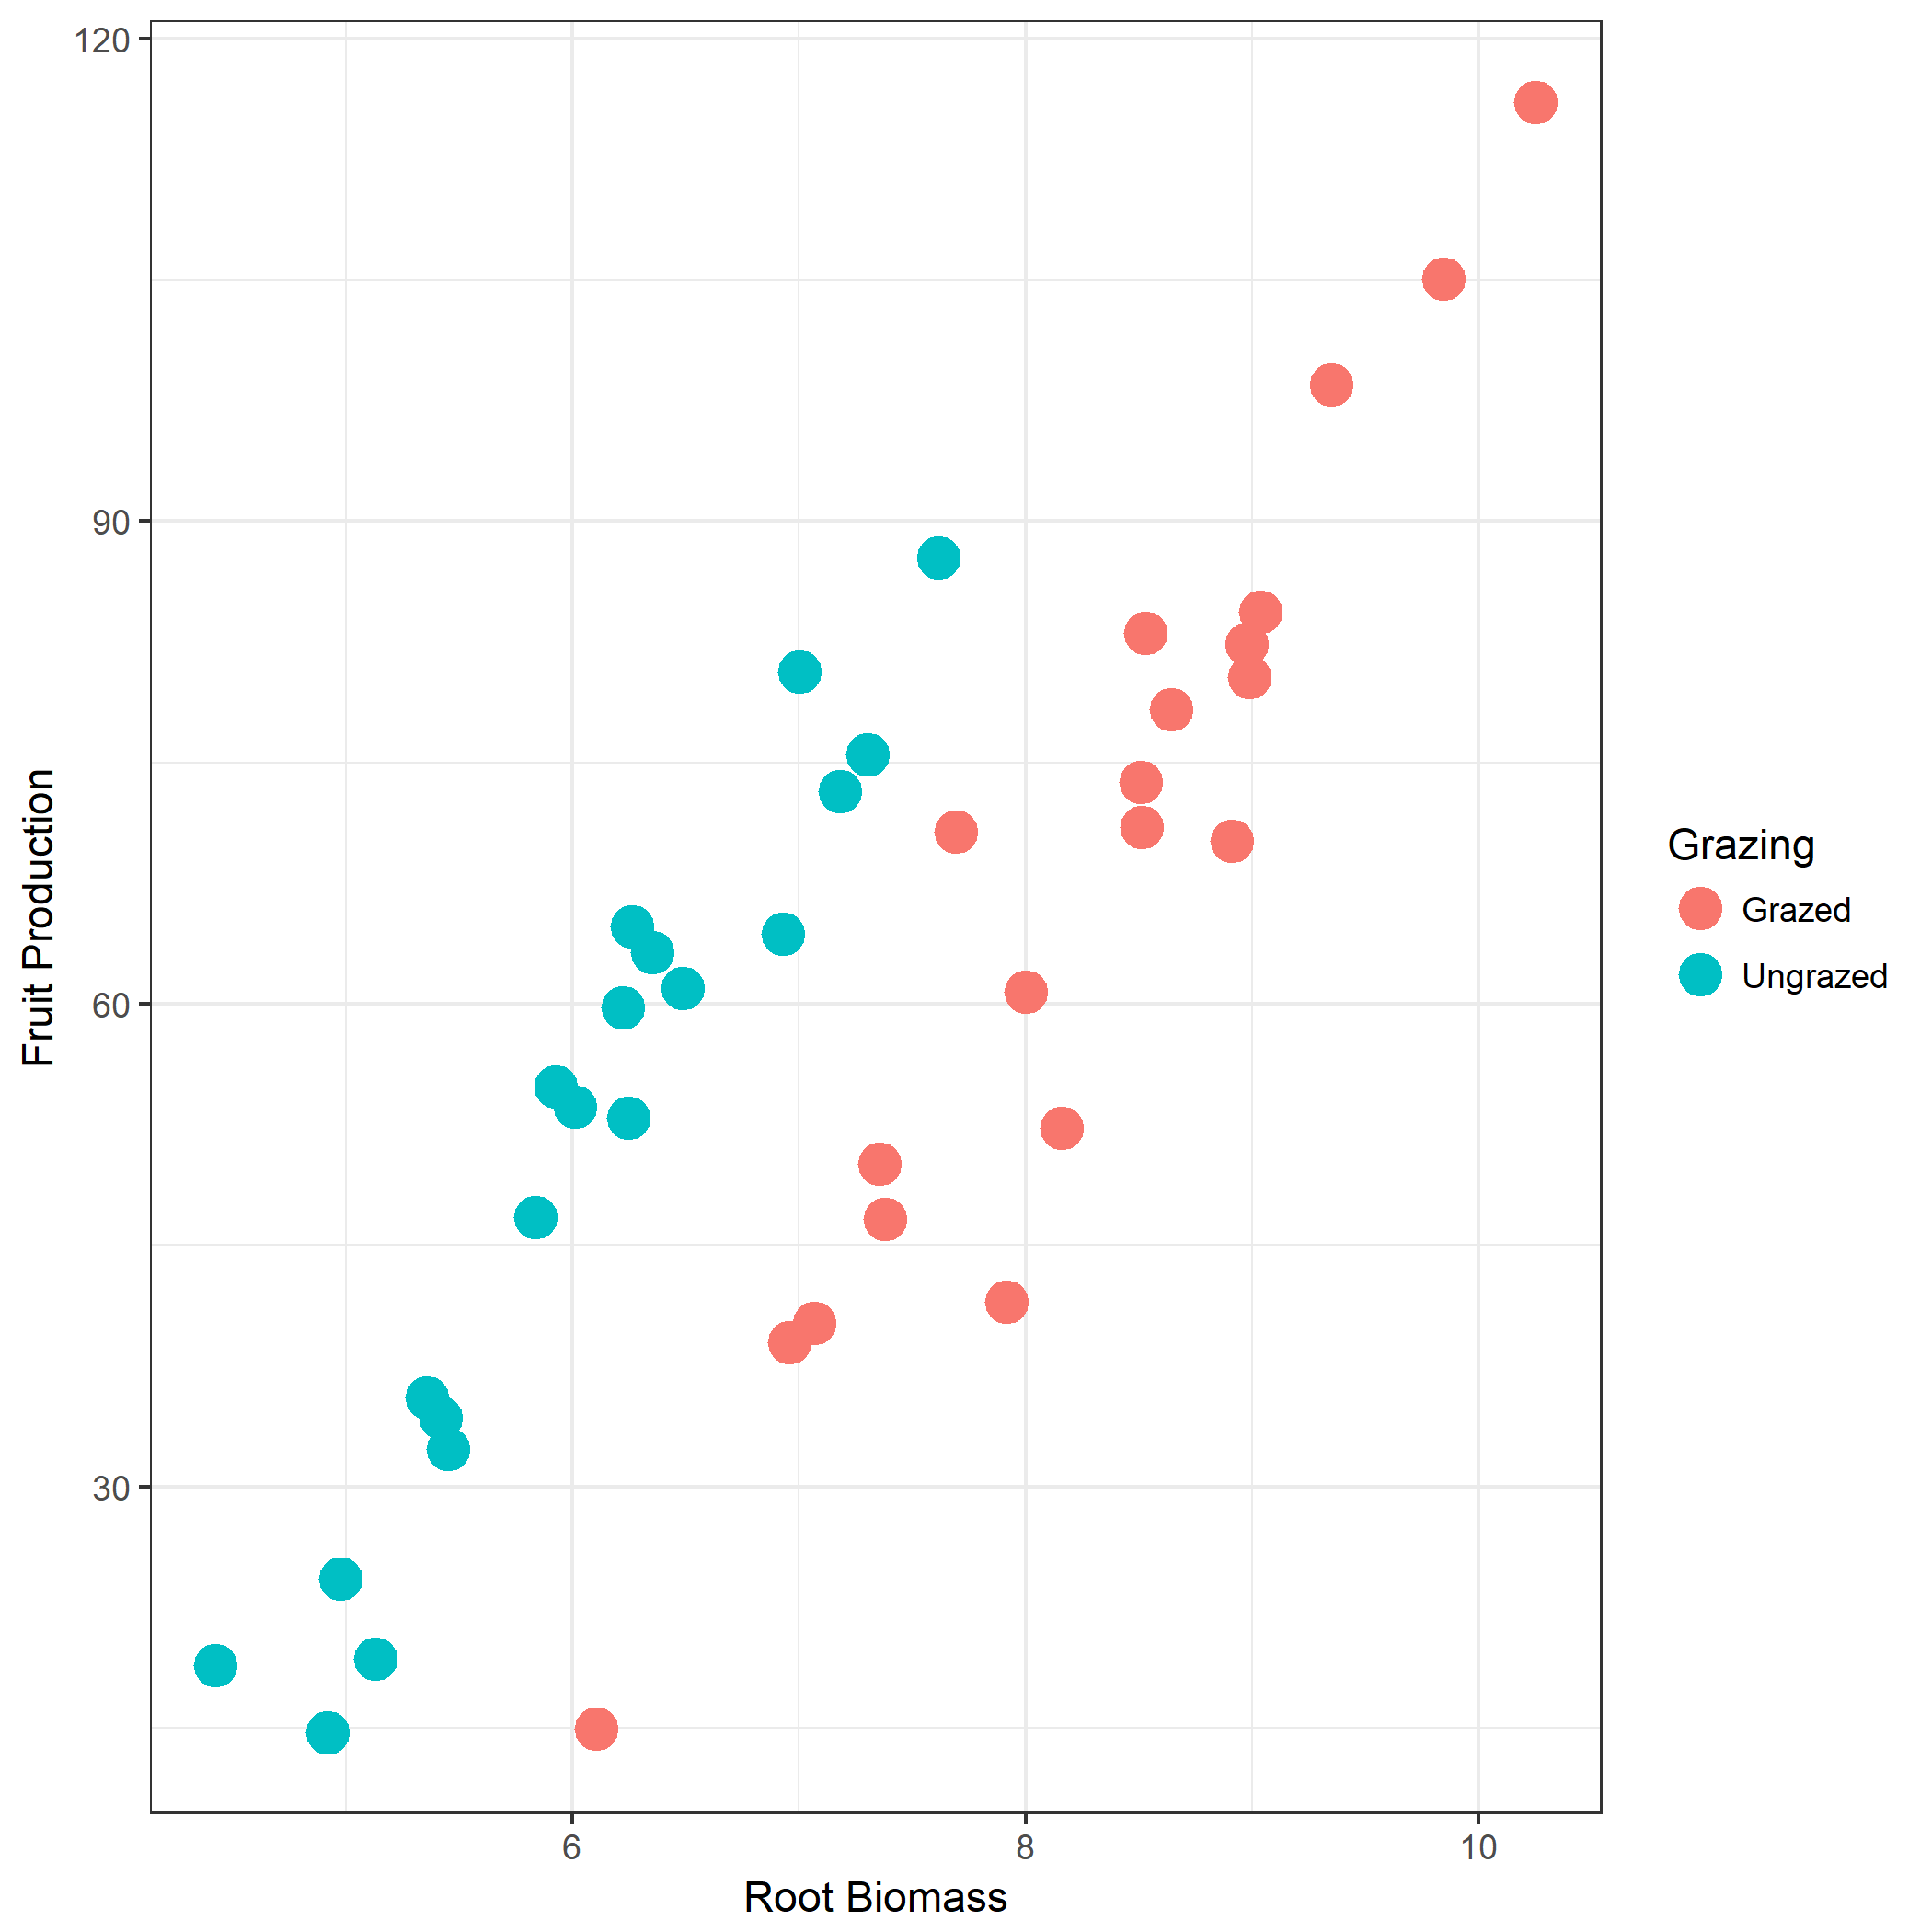 120
90
60
30
Fruit Production
6 8 10
Root Biomass
Grazing
Grazed
Ungrazed